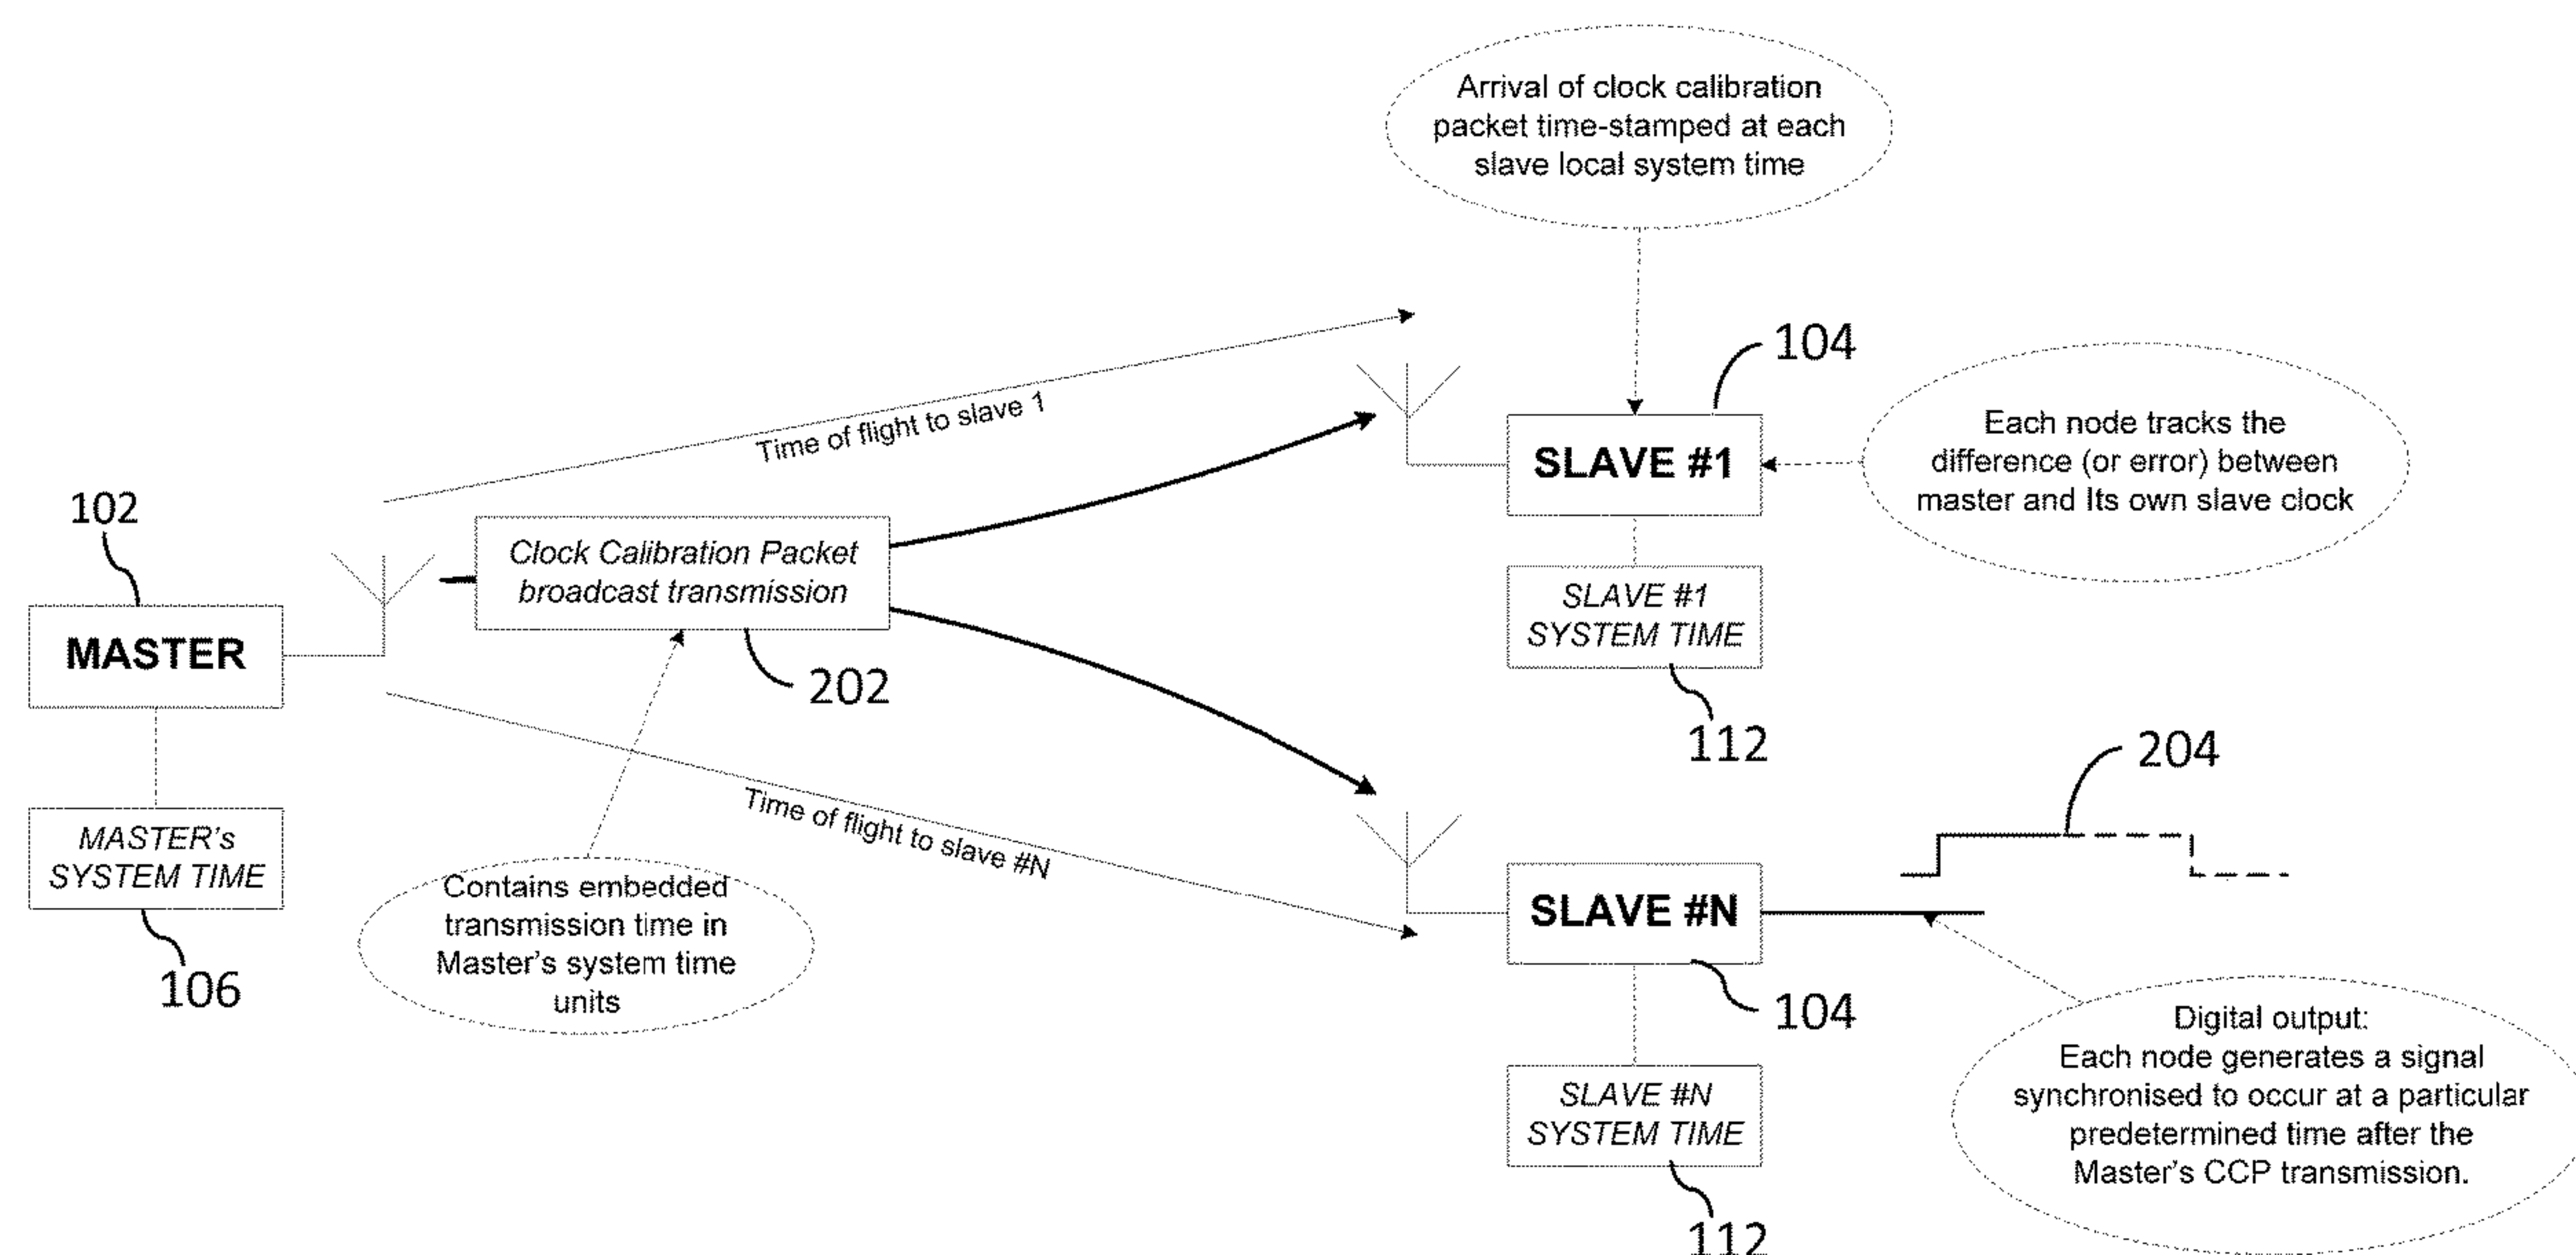 Arrival of clock calibration
packet time-stamped at each
slave local system time
104
Time of flight to slave 1
Each node tracks the
difference (or error) between
master and Its own slave clock
SLAVE #1
102
Clock Calibration Packet
broadcast transmission
SLAVE #1
SYSTEM TIME
MASTER
202
112
204
Time of flight to slave #N
MASTER's
SYSTEM TIME
Contains embedded
transmission time in
Master's system time
units
SLAVE #N
106
104
Digital output:
Each node generates a signal
synchronised to occur at a particular
predetermined time after the
Master's CCP transmission.
SLAVE #N
SYSTEM TIME
112